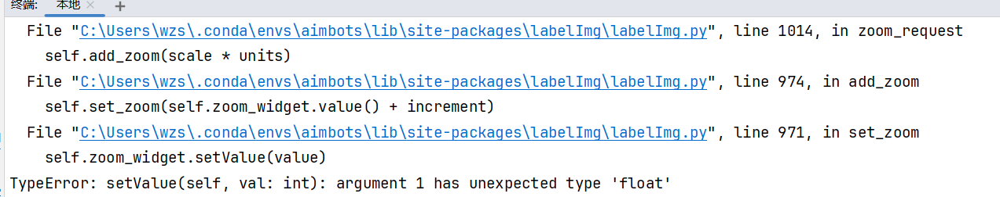 终端: 本地 × +
File "C:\Users\wzs\.conda\envs\aimbots\lib\site-packages\labelImg\labelImg.py", line 1014, in zoom_request
self.add_zoom(scale * units)
File "C:\Users\wzs\.conda\envs\aimbots\lib\site-packages\labelImg\labelImg.py", line 974, in add_zoom
self.set_zoom(self.zoom_widget.value() + increment)
File "C:\Users\wzs\.conda\envs\aimbots\lib\site-packages\labelImg\labelImg.py", line 971, in set_zoom
self.zoom_widget.setValue(value)
TypeError: setValue(self, val: int): argument 1 has unexpected type 'float'